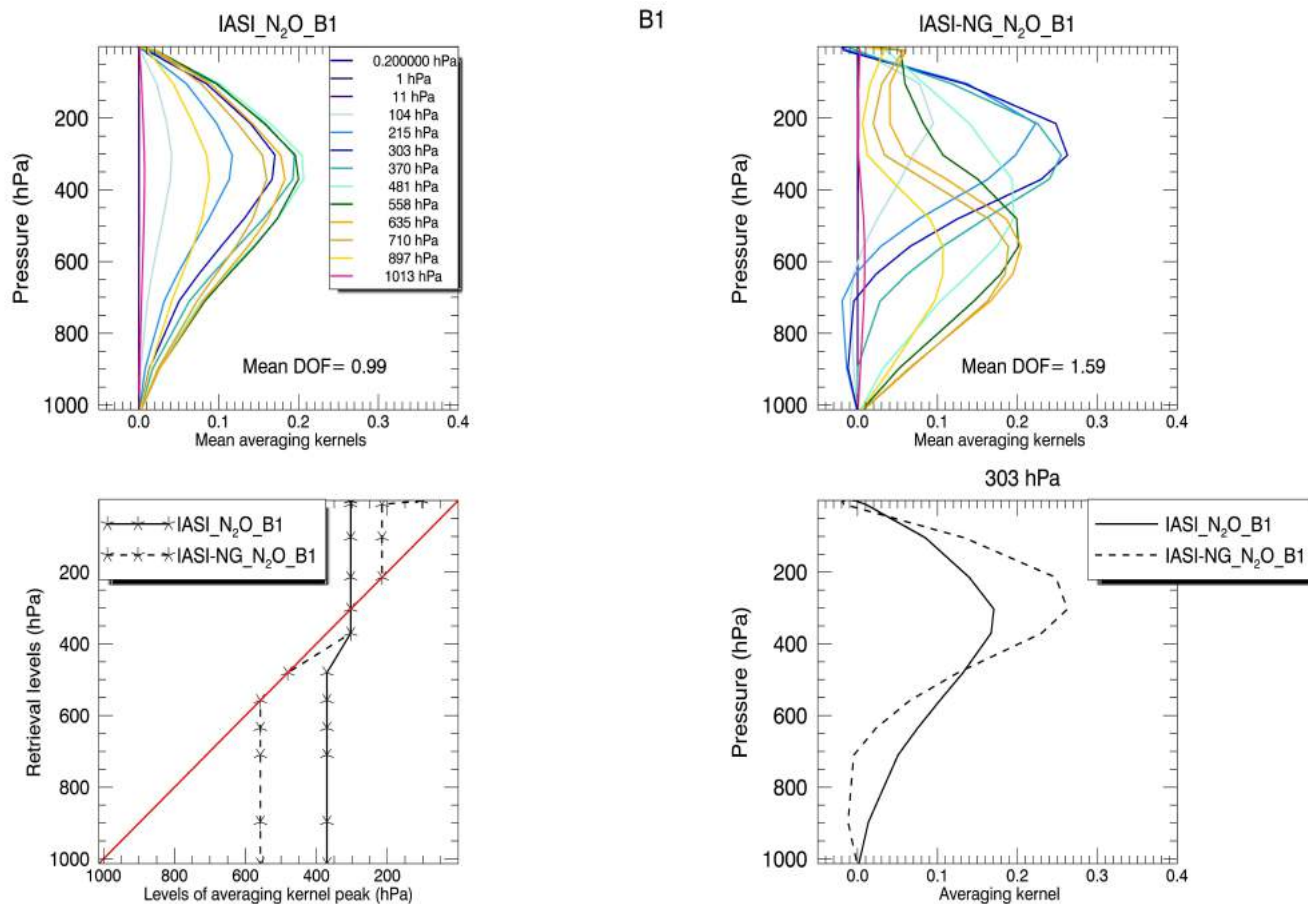 B1
IASI_N₂O_B1
0.200000 hPa
1 hPa
11 hPa
104 hPa
215 hPa
303 hPa
370 hPa
481 hPa
558 hPa
635 hPa
710 hPa
897 hPa
1013 hPa
Pressure (hPa)
200
400
600
800
1000
Mean DOF= 0.99
0.0 0.1 0.2 0.3 0.4
Mean averaging kernels
IASI-NG_N₂O_B1
Pressure (hPa)
200
400
600
800
1000
Mean DOF= 1.59
0.0 0.1 0.2 0.3 0.4
Mean averaging kernels
IASI_N₂O_B1
IASI-NG_N₂O_B1
Retrieval levels (hPa)
200
400
600
800
1000
1000 800 600 400 200
Levels of averaging kernel peak (hPa)
303 hPa
IASI_N₂O_B1
IASI-NG_N₂O_B1
Pressure (hPa)
200
400
600
800
1000
0.0 0.1 0.2 0.3 0.4
Averaging kernel